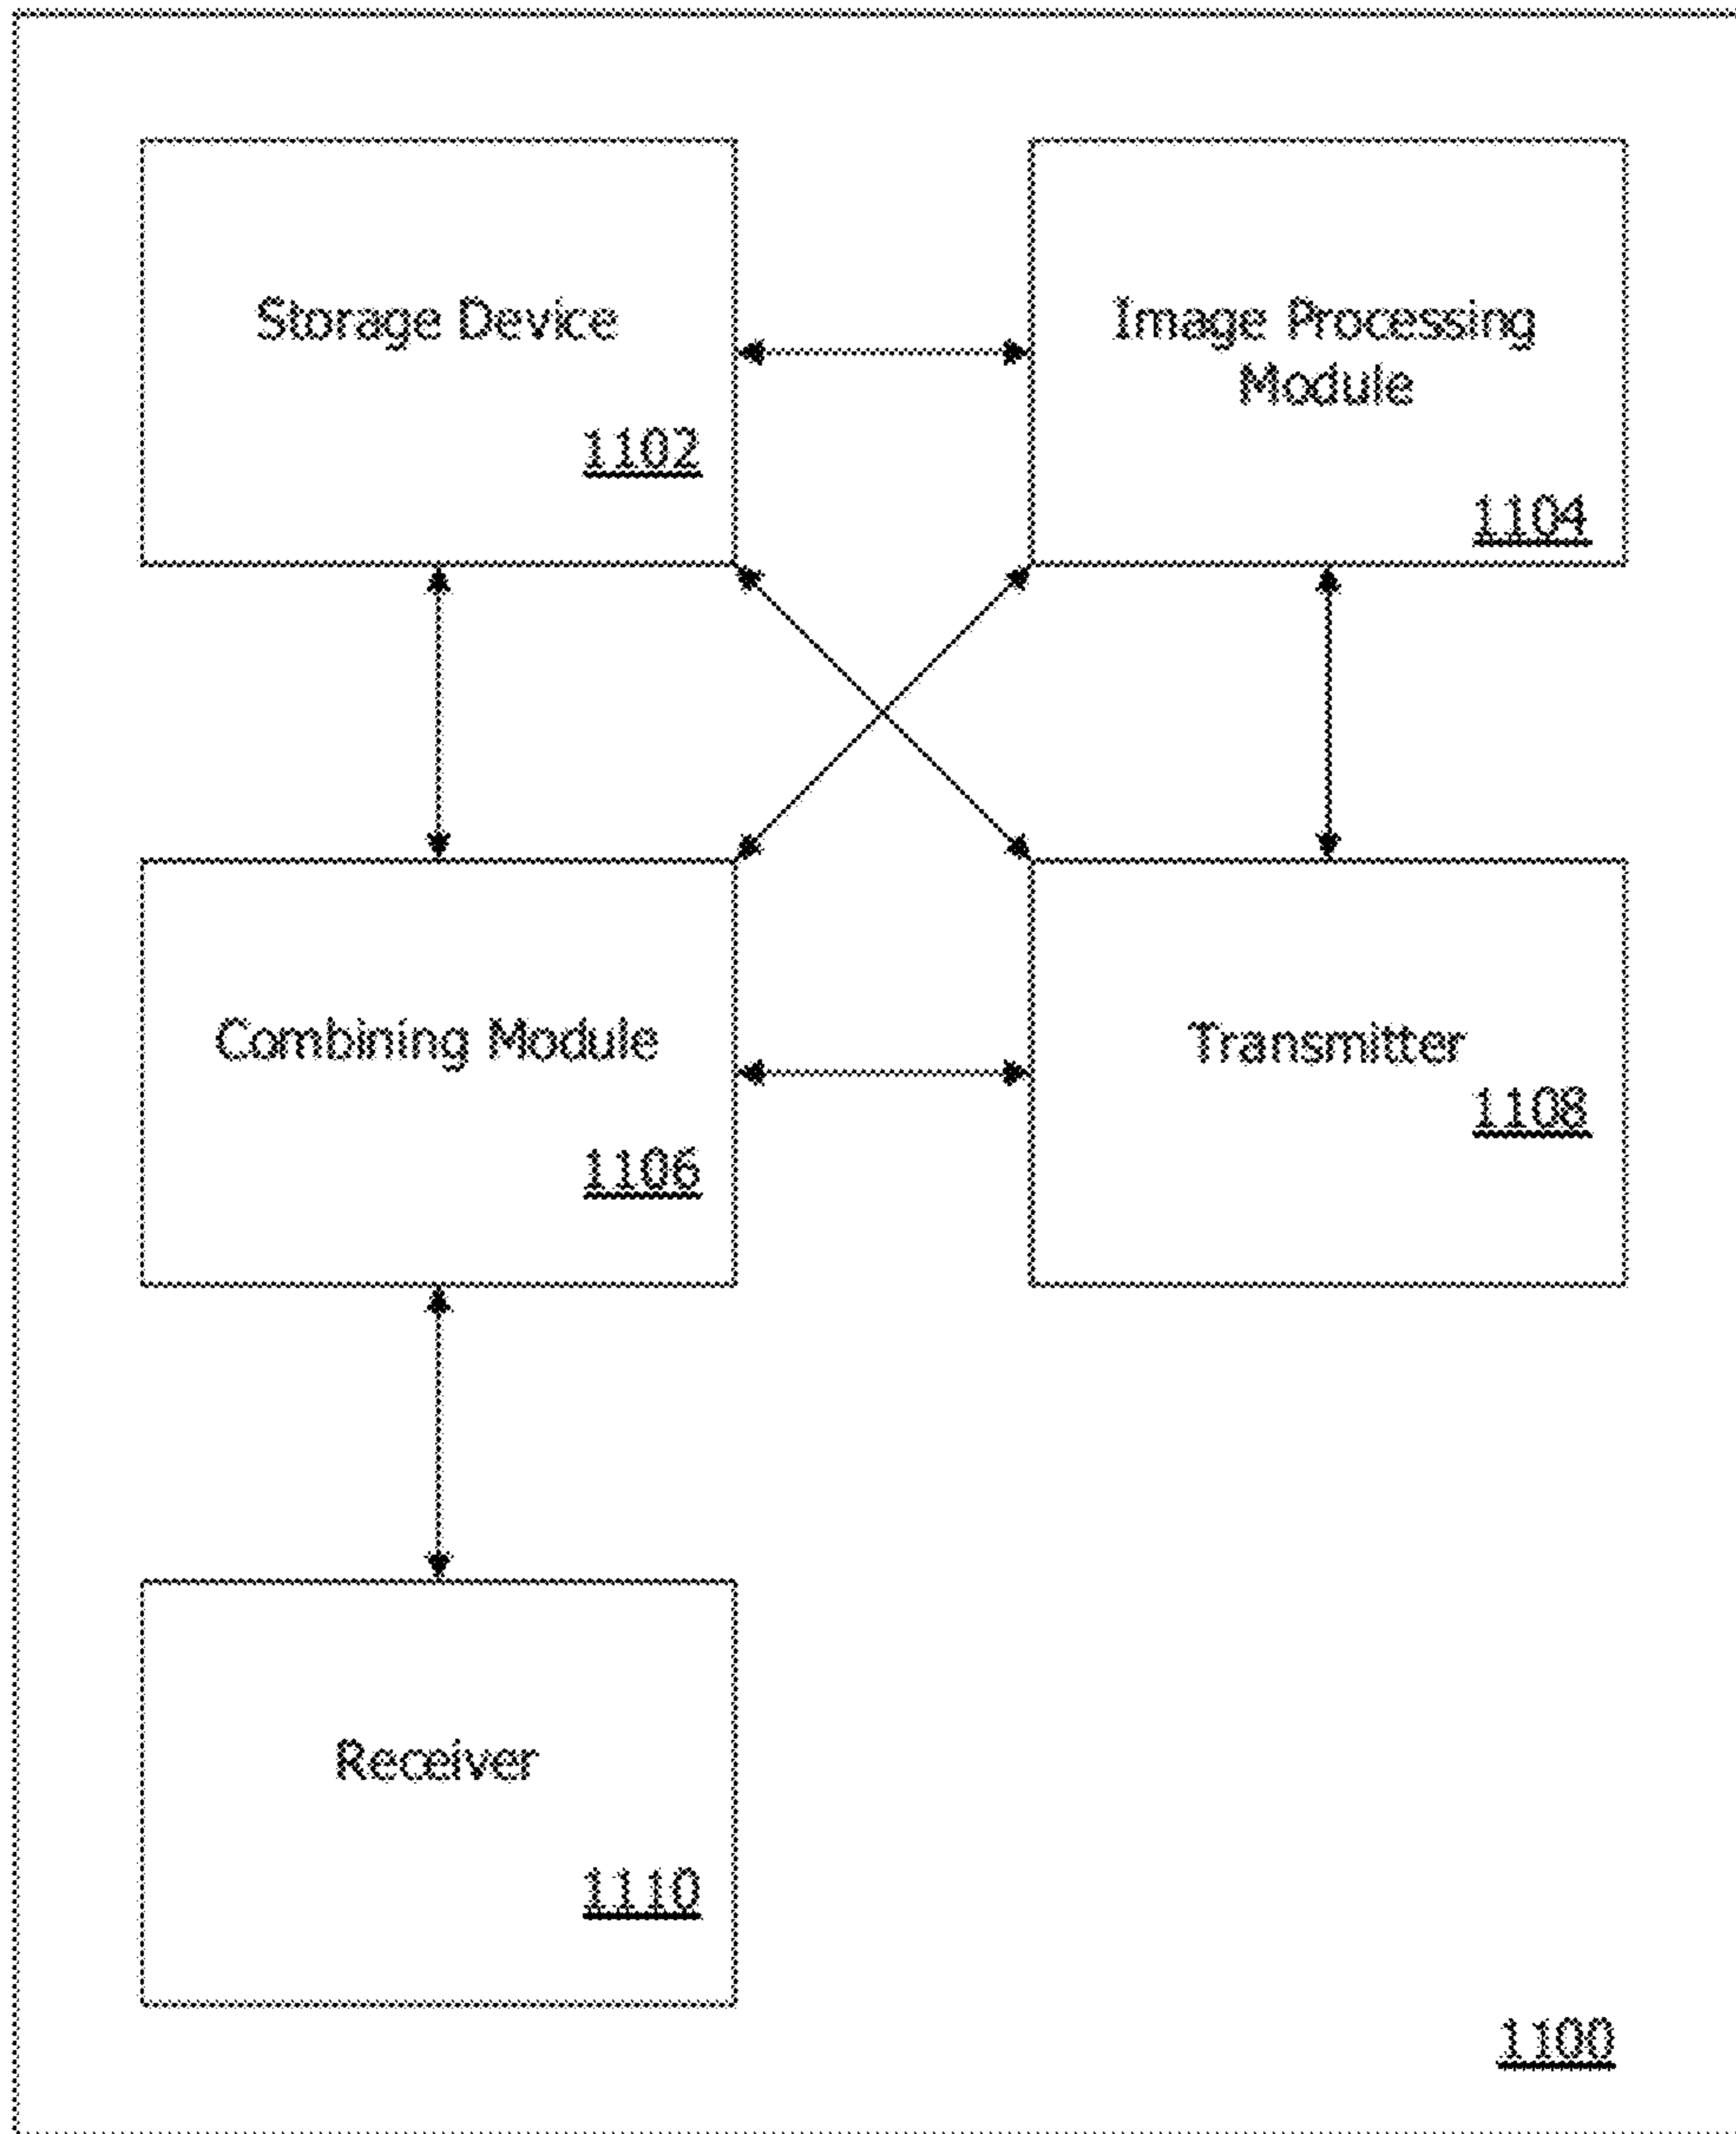 Storage Device
1102
Image Processing
Module
1104
Combining Module
1106
Transmitter
1108
Receiver
1110
1100